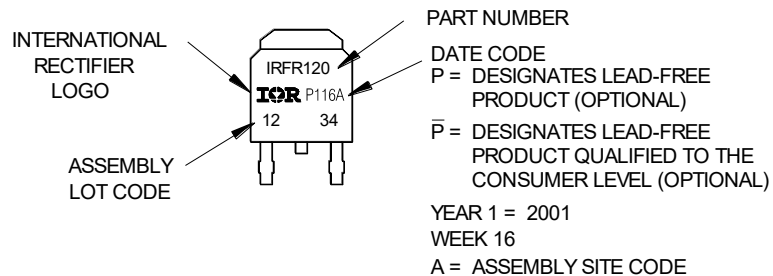 INTERNATIONAL
RECTIFIER
LOGO
ASSEMBLY
LOT CODE
IRFR120
IOR P116A
12 34
PART NUMBER
DATE CODE
P = DESIGNATES LEAD-FREE
PRODUCT (OPTIONAL)
P̅ = DESIGNATES LEAD-FREE
PRODUCT QUALIFIED TO THE
CONSUMER LEVEL (OPTIONAL)
YEAR 1 = 2001
WEEK 16
A = ASSEMBLY SITE CODE